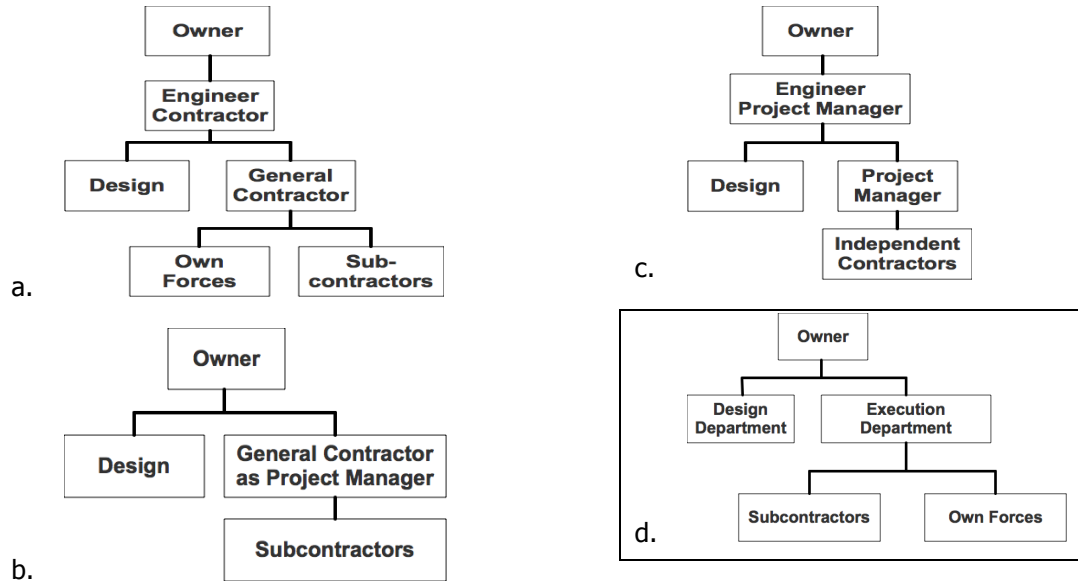 Owner
Engineer
Contractor
Design
General
Contractor
Own
Forces
Sub-
contractors
a.
Owner
Design
General Contractor
as Project Manager
Subcontractors
b.
Owner
Engineer
Project Manager
Design
Project
Manager
Independent
Contractors
c.
Owner
Design
Department
Execution
Department
Subcontractors
Own Forces
d.